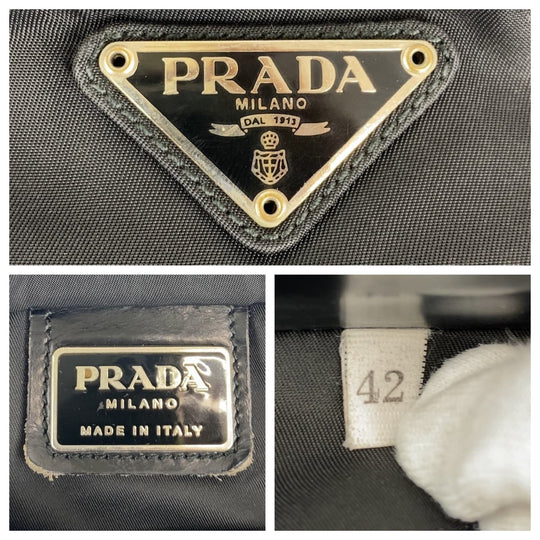 PRADA
MILANO
DAL 1913
PRADA
MILANO
MADE IN ITALY
42